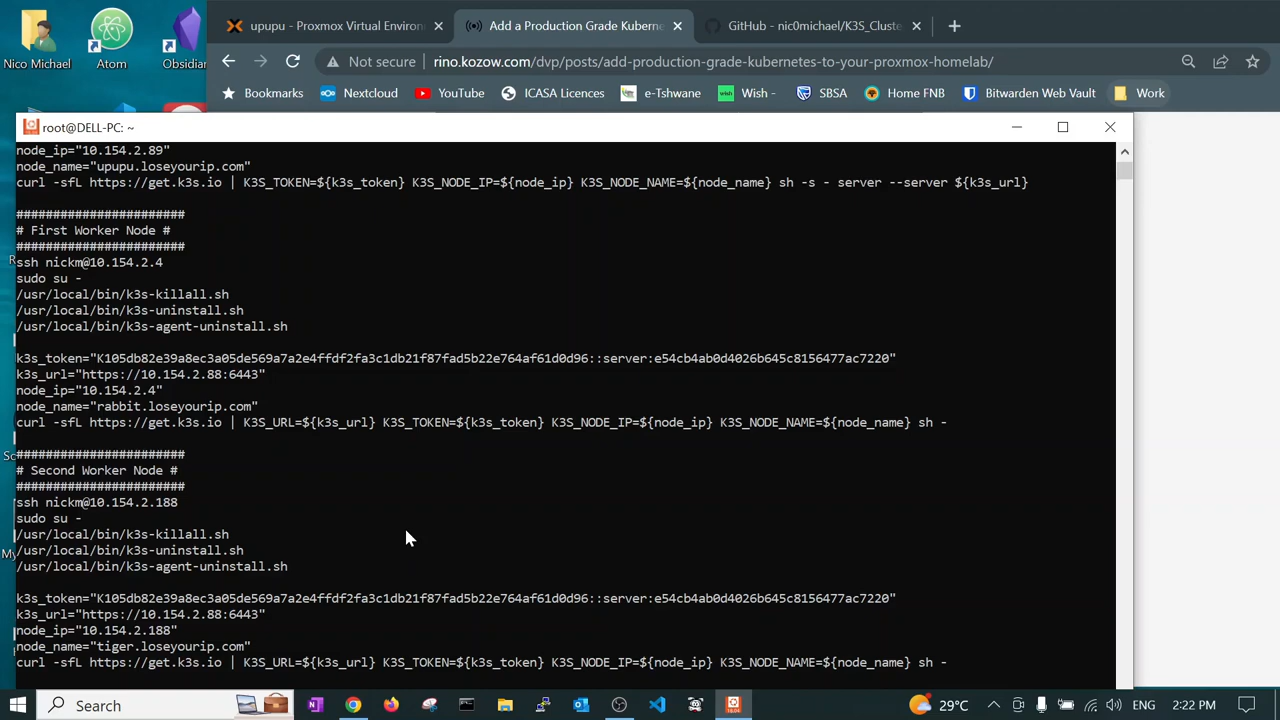 Nico Michael
Atom
Obsidian
upupu - Proxmox Virtual Environ
Add a Production Grade Kuberne
GitHub - nic0michael/K3S_Cluste
Not secure
rino.kozow.com/dvp/posts/add-production-grade-kubernetes-to-your-proxmox-homelab/
Bookmarks
Nextcloud
YouTube
ICASA Licences
e-Tshwane
Wish -
SBSA
Home FNB
Bitwarden Web Vault
Work
root@DELL-PC: ~
node_ip="10.154.2.89"
node_name="upupu.loseyourip.com"
curl -sfL https://get.k3s.io | K3S_TOKEN=${k3s_token} K3S_NODE_IP=${node_ip} K3S_NODE_NAME=${node_name} sh -s - server --server ${k3s_url}
#######################
# First Worker Node #
#######################
ssh nickm@10.154.2.4
sudo su -
/usr/local/bin/k3s-killall.sh
/usr/local/bin/k3s-uninstall.sh
/usr/local/bin/k3s-agent-uninstall.sh
k3s_token="K105db82e39a8ec3a05de569a7a2e4ffdf2fa3c1db21f87fad5b22e764af61d0d96::server:e54cb4ab0d4026b645c8156477ac7220"
k3s_url="https://10.154.2.88:6443"
node_ip="10.154.2.4"
node_name="rabbit.loseyourip.com"
curl -sfL https://get.k3s.io | K3S_URL=${k3s_url} K3S_TOKEN=${k3s_token} K3S_NODE_IP=${node_ip} K3S_NODE_NAME=${node_name} sh -
#######################
# Second Worker Node #
#######################
ssh nickm@10.154.2.188
sudo su -
/usr/local/bin/k3s-killall.sh
/usr/local/bin/k3s-uninstall.sh
/usr/local/bin/k3s-agent-uninstall.sh
k3s_token="K105db82e39a8ec3a05de569a7a2e4ffdf2fa3c1db21f87fad5b22e764af61d0d96::server:e54cb4ab0d4026b645c8156477ac7220"
k3s_url="https://10.154.2.88:6443"
node_ip="10.154.2.188"
node_name="tiger.loseyourip.com"
curl -sfL https://get.k3s.io | K3S_URL=${k3s_url} K3S_TOKEN=${k3s_token} K3S_NODE_IP=${node_ip} K3S_NODE_NAME=${node_name} sh -
Search
29°C
ENG
2:22 PM